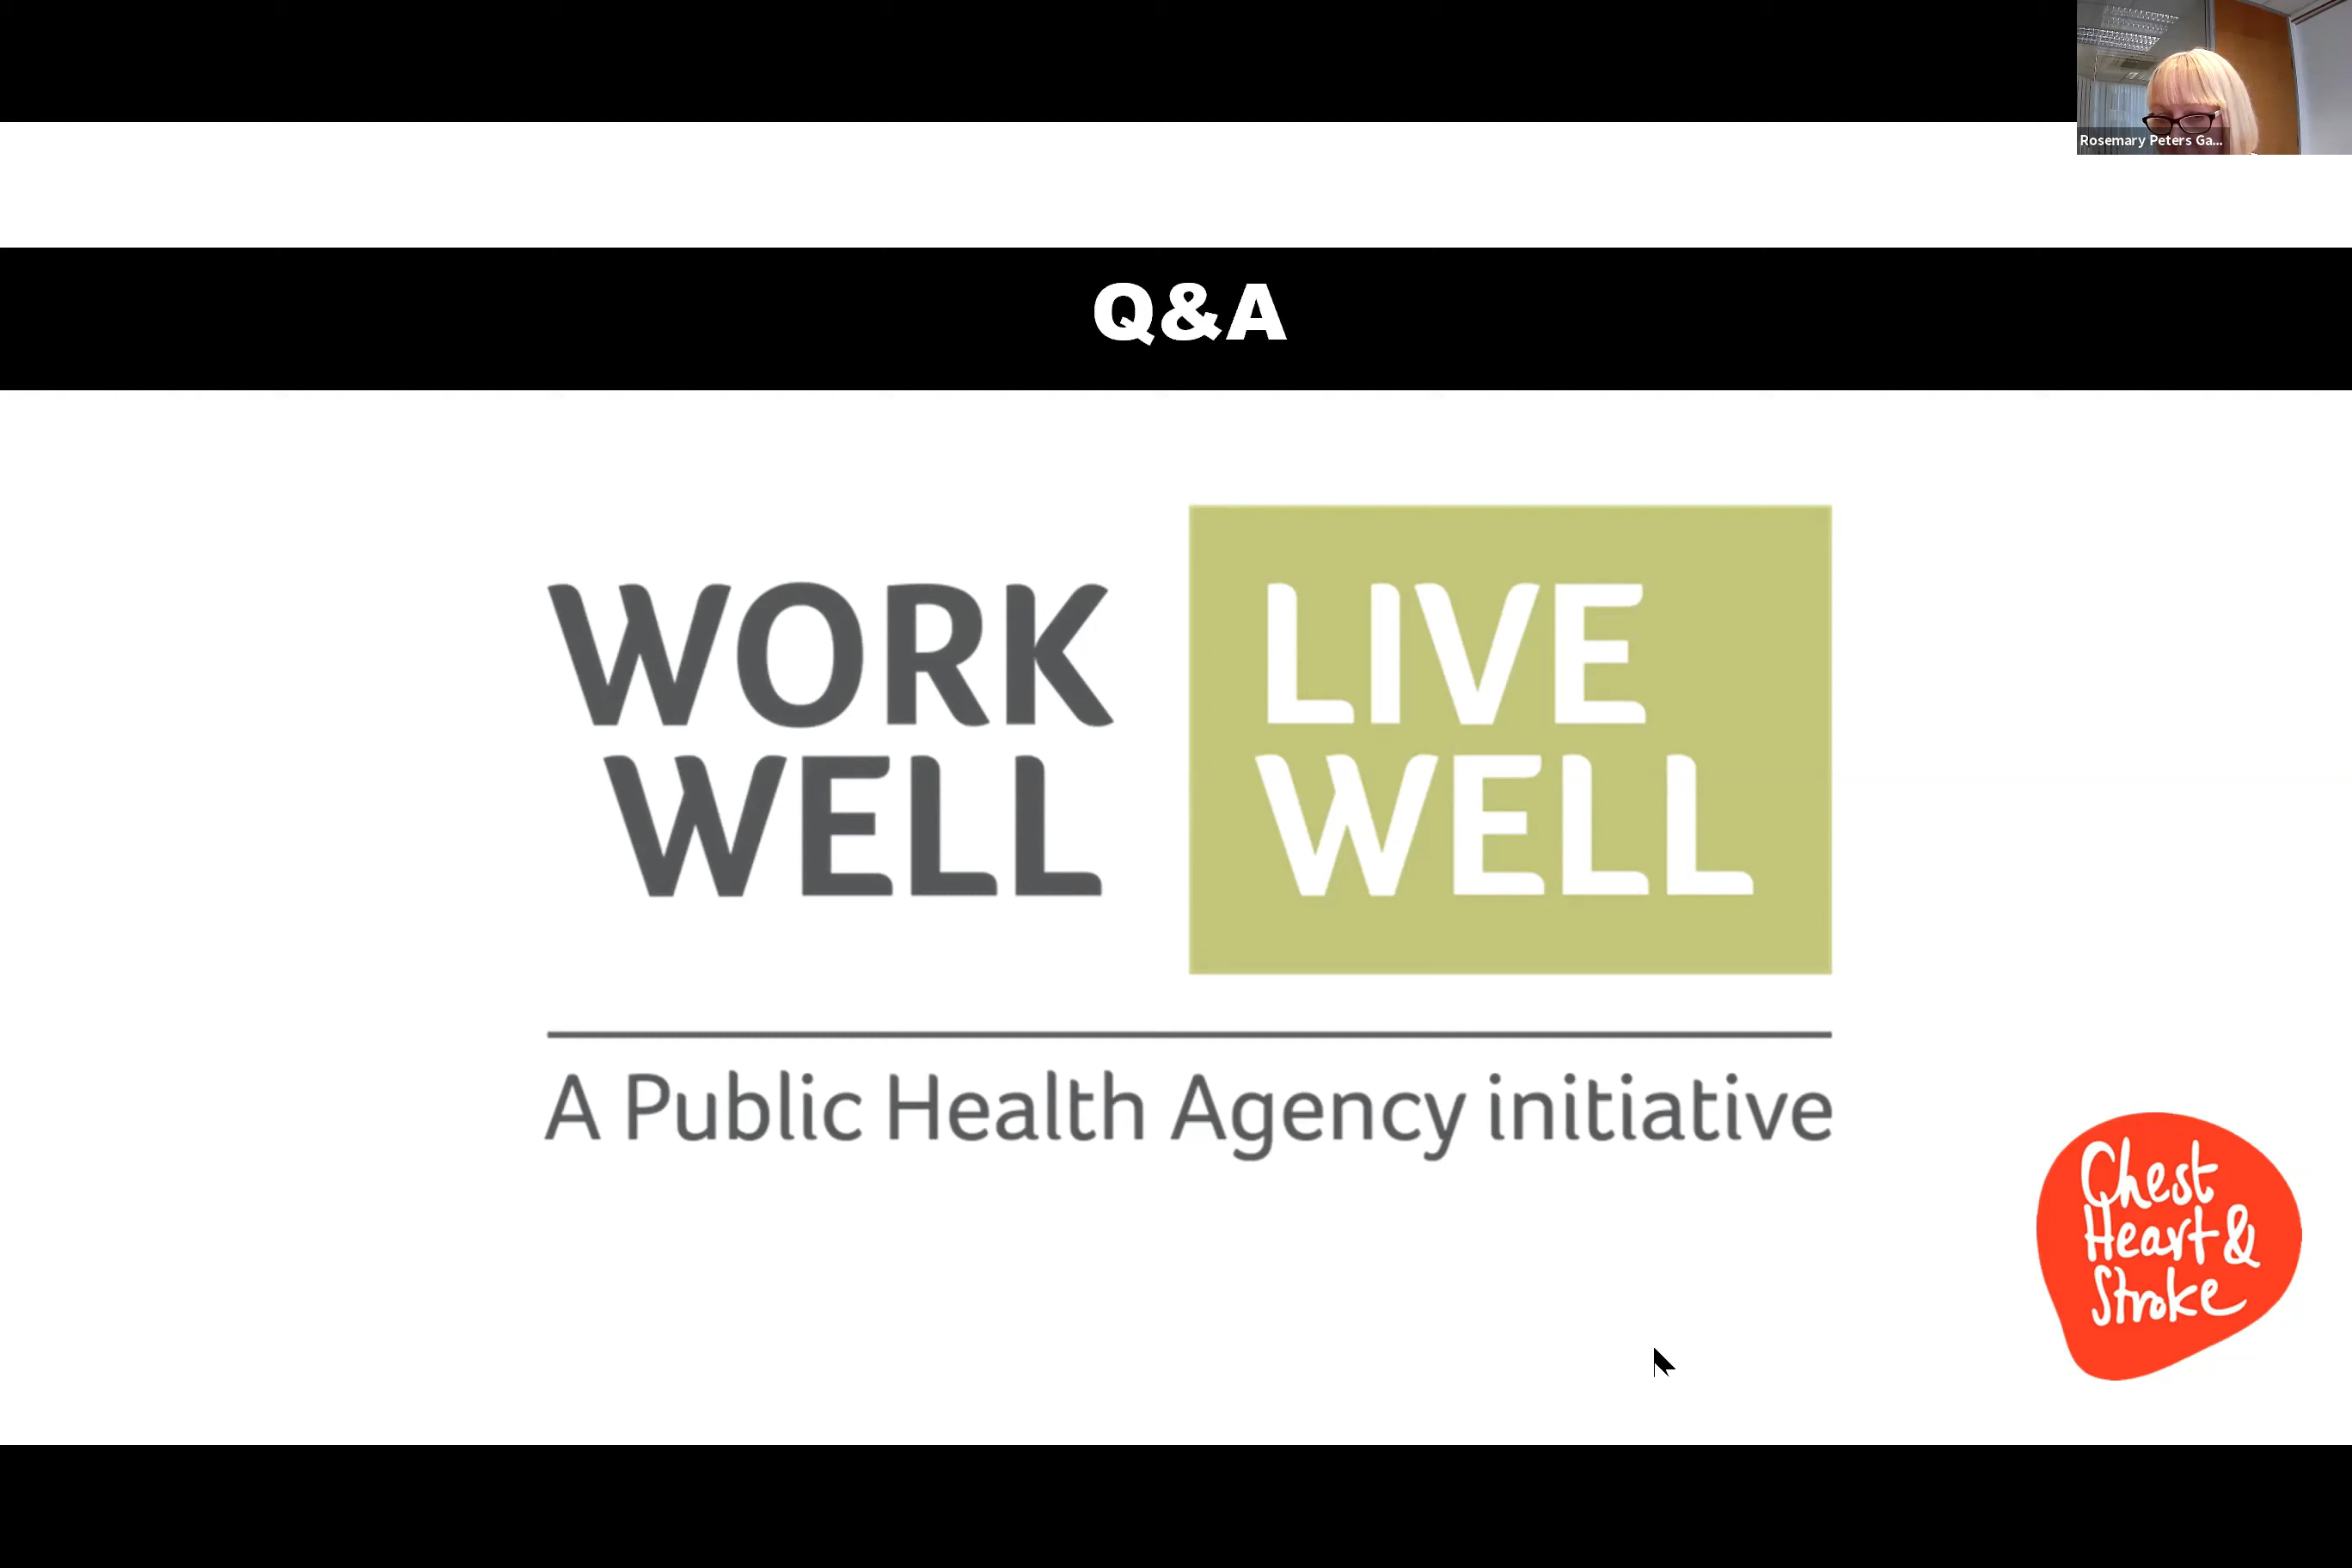 Rosemary Peters Ga...
Q&A
WORK
WELL
LIVE
WELL
A Public Health Agency initiative
Chest
Heart &
Stroke